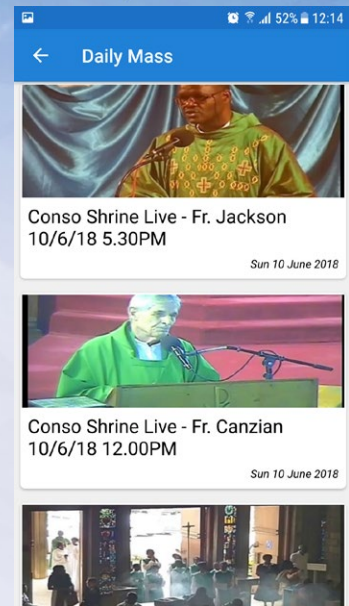 52% 12:14
Daily Mass
Conso Shrine Live - Fr. Jackson
10/6/18 5.30PM
Sun 10 June 2018
Conso Shrine Live - Fr. Canzian
10/6/18 12.00PM
Sun 10 June 2018